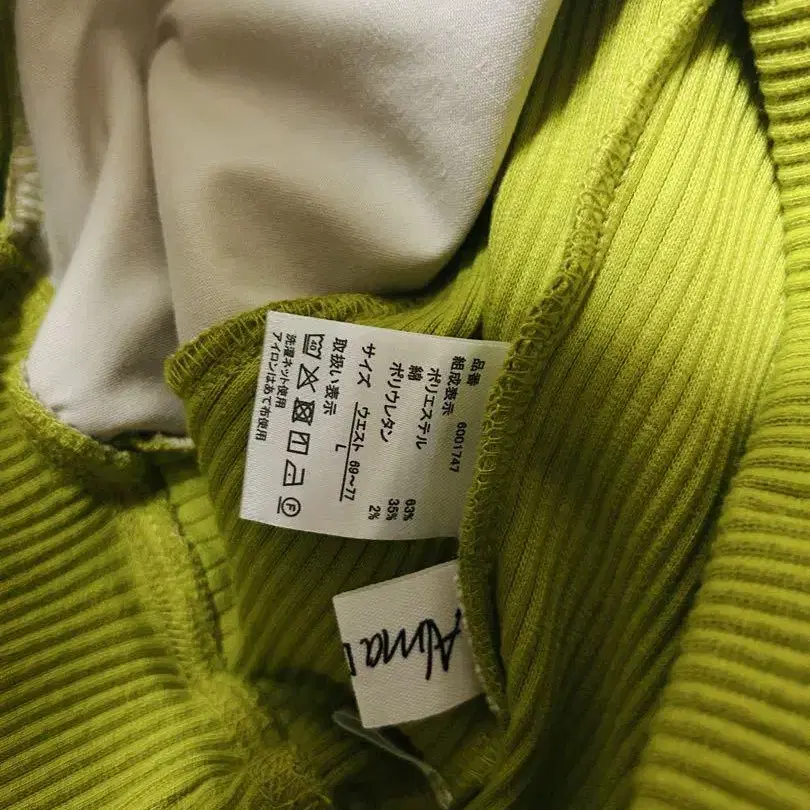 品番 6001747
組成表示
ポリエステル 63%
綿 35%
ポリウレタン 2%
サイズ ウエスト 69〜77
L
取扱い表示
40
F
洗濯ネット使用
アイロンはあて布使用
Alma